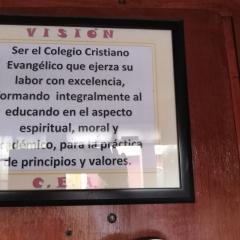 VISIÓN
Ser el Colegio Cristiano
Evangélico que ejerza su
labor con excelencia,
formando integralmente al
educando en el aspecto
espiritual, moral y
académico, para la práctica
de principios y valores.